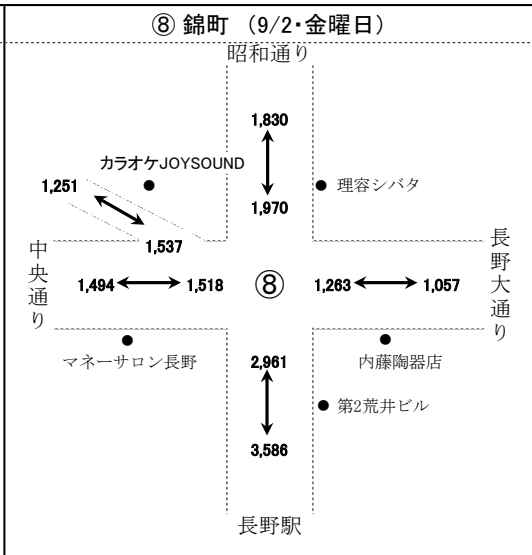 ⑧ 錦町 （9/2・金曜日）
昭和通り
1,830
カラオケJOYSOUND
1,251
理容シバタ
1,970
1,537
中央通り
長野大通り
1,494
1,518
⑧
1,263
1,057
マネーサロン長野
2,961
内藤陶器店
第2荒井ビル
3,586
長野駅